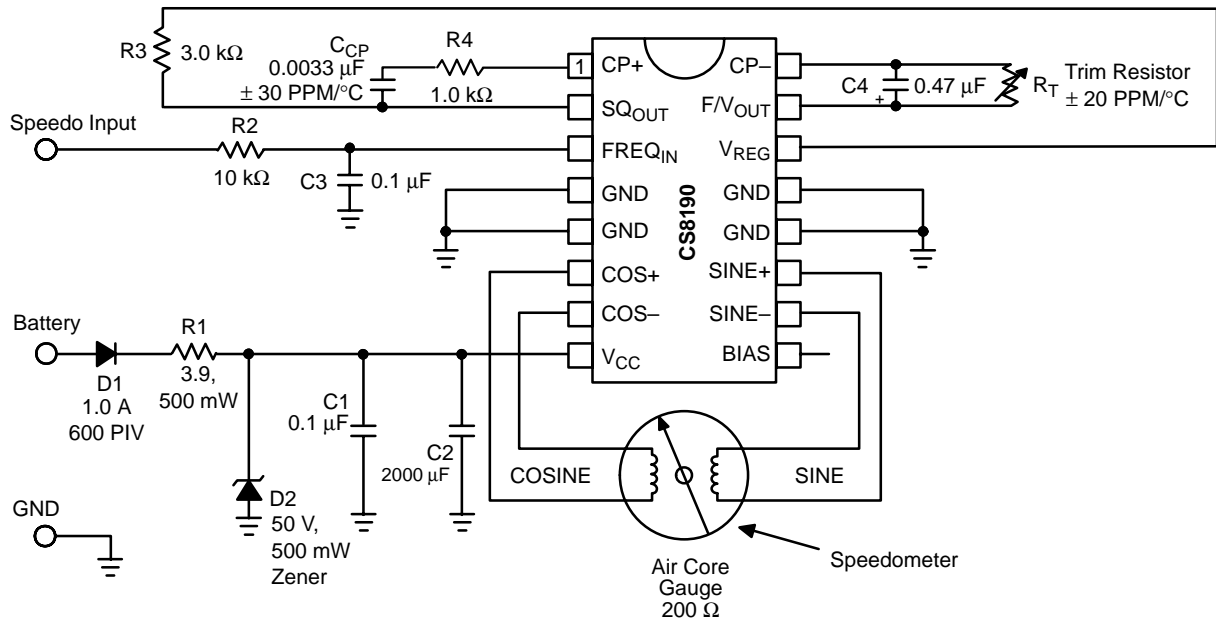 R3
3.0 kΩ
C_CP
0.0033 μF
± 30 PPM/°C
R4
1.0 kΩ
1
CP+
SQ_OUT
FREQ_IN
GND
GND
COS+
COS–
V_CC
CS8190
CP–
F/V_OUT
V_REG
GND
GND
SINE+
SINE–
BIAS
C4
+
0.47 μF
R_T
Trim Resistor
± 20 PPM/°C
Speedo Input
R2
10 kΩ
C3
0.1 μF
Battery
D1
1.0 A
600 PIV
R1
3.9,
500 mW
C1
0.1 μF
C2
2000 μF
D2
50 V,
500 mW
Zener
GND
COSINE
SINE
Speedometer
Air Core
Gauge
200 Ω